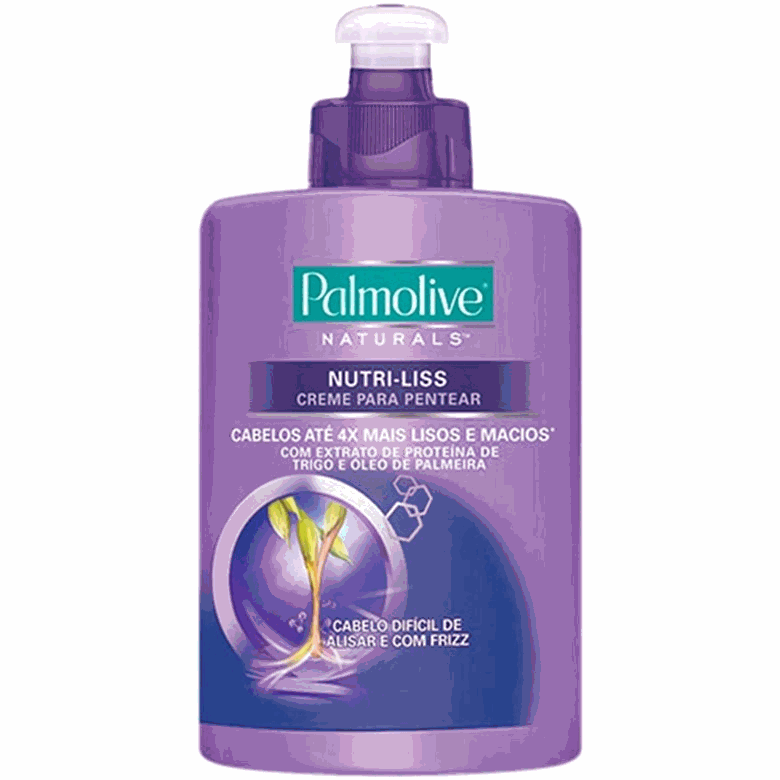 Palmolive®
NATURALS™
NUTRI-LISS
CREME PARA PENTEAR
CABELOS ATÉ 4X MAIS LISOS E MACIOS*
COM EXTRATO DE PROTEÍNA DE
TRIGO E ÓLEO DE PALMEIRA
CABELO DIFÍCIL DE
ALISAR E COM FRIZZ